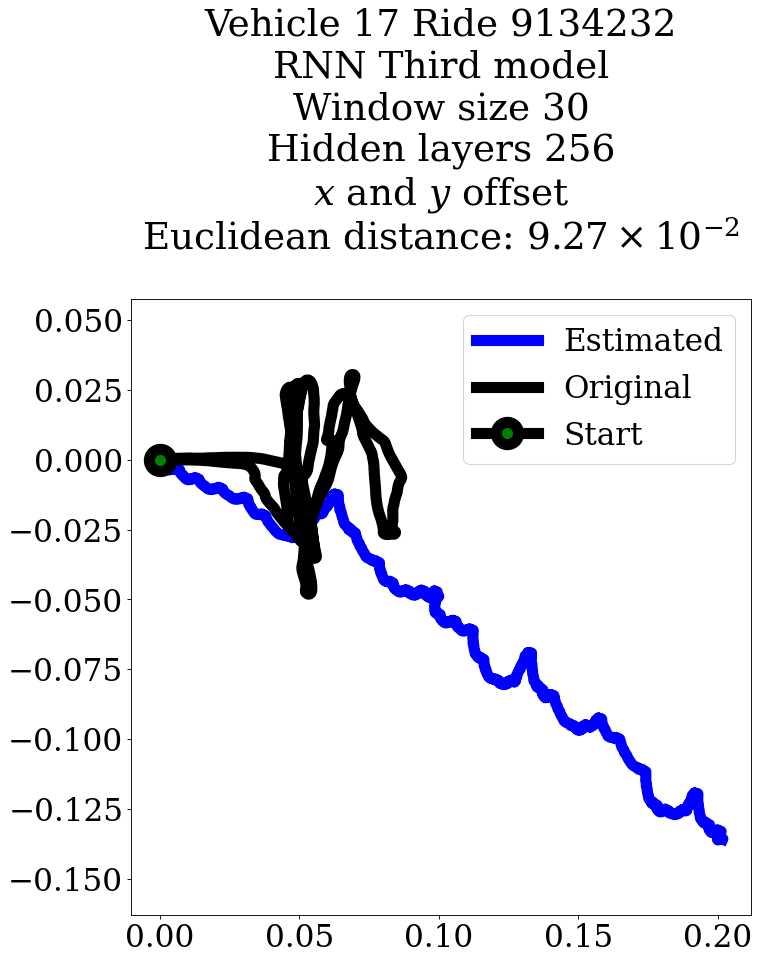 Vehicle 17 Ride 9134232
RNN Third model
Window size 30
Hidden layers 256
x and y offset
Euclidean distance: 9.27 × 10⁻²
Estimated
Original
Start
0.050
0.025
0.000
−0.025
−0.050
−0.075
−0.100
−0.125
−0.150
0.00 0.05 0.10 0.15 0.20